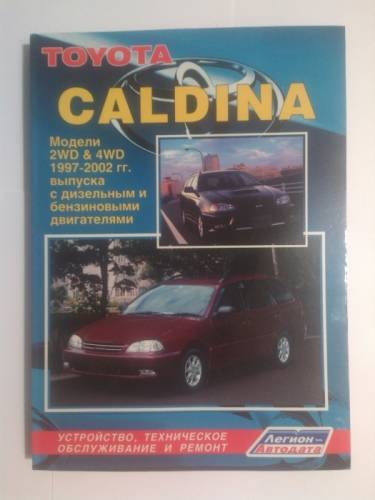 TOYOTA
CALDINA
Модели
2WD & 4WD
1997-2002 гг.
выпуска
с дизельным и
бензиновыми
двигателями
УСТРОЙСТВО, ТЕХНИЧЕСКОЕ
ОБСЛУЖИВАНИЕ И РЕМОНТ
Легион
Автодата